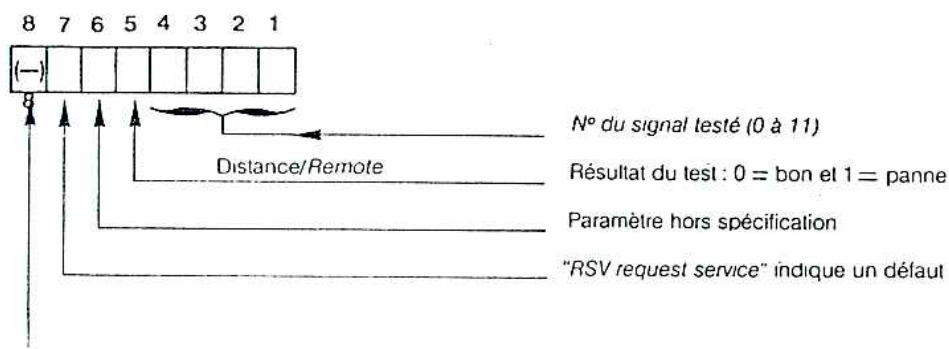 8 7 6 5 4 3 2 1
(—)
8
Nº du signal testé (0 à 11)
Distance/Remote
Résultat du test : 0 = bon et 1 = panne
Paramètre hors spécification
"RSV request service" indique un défaut